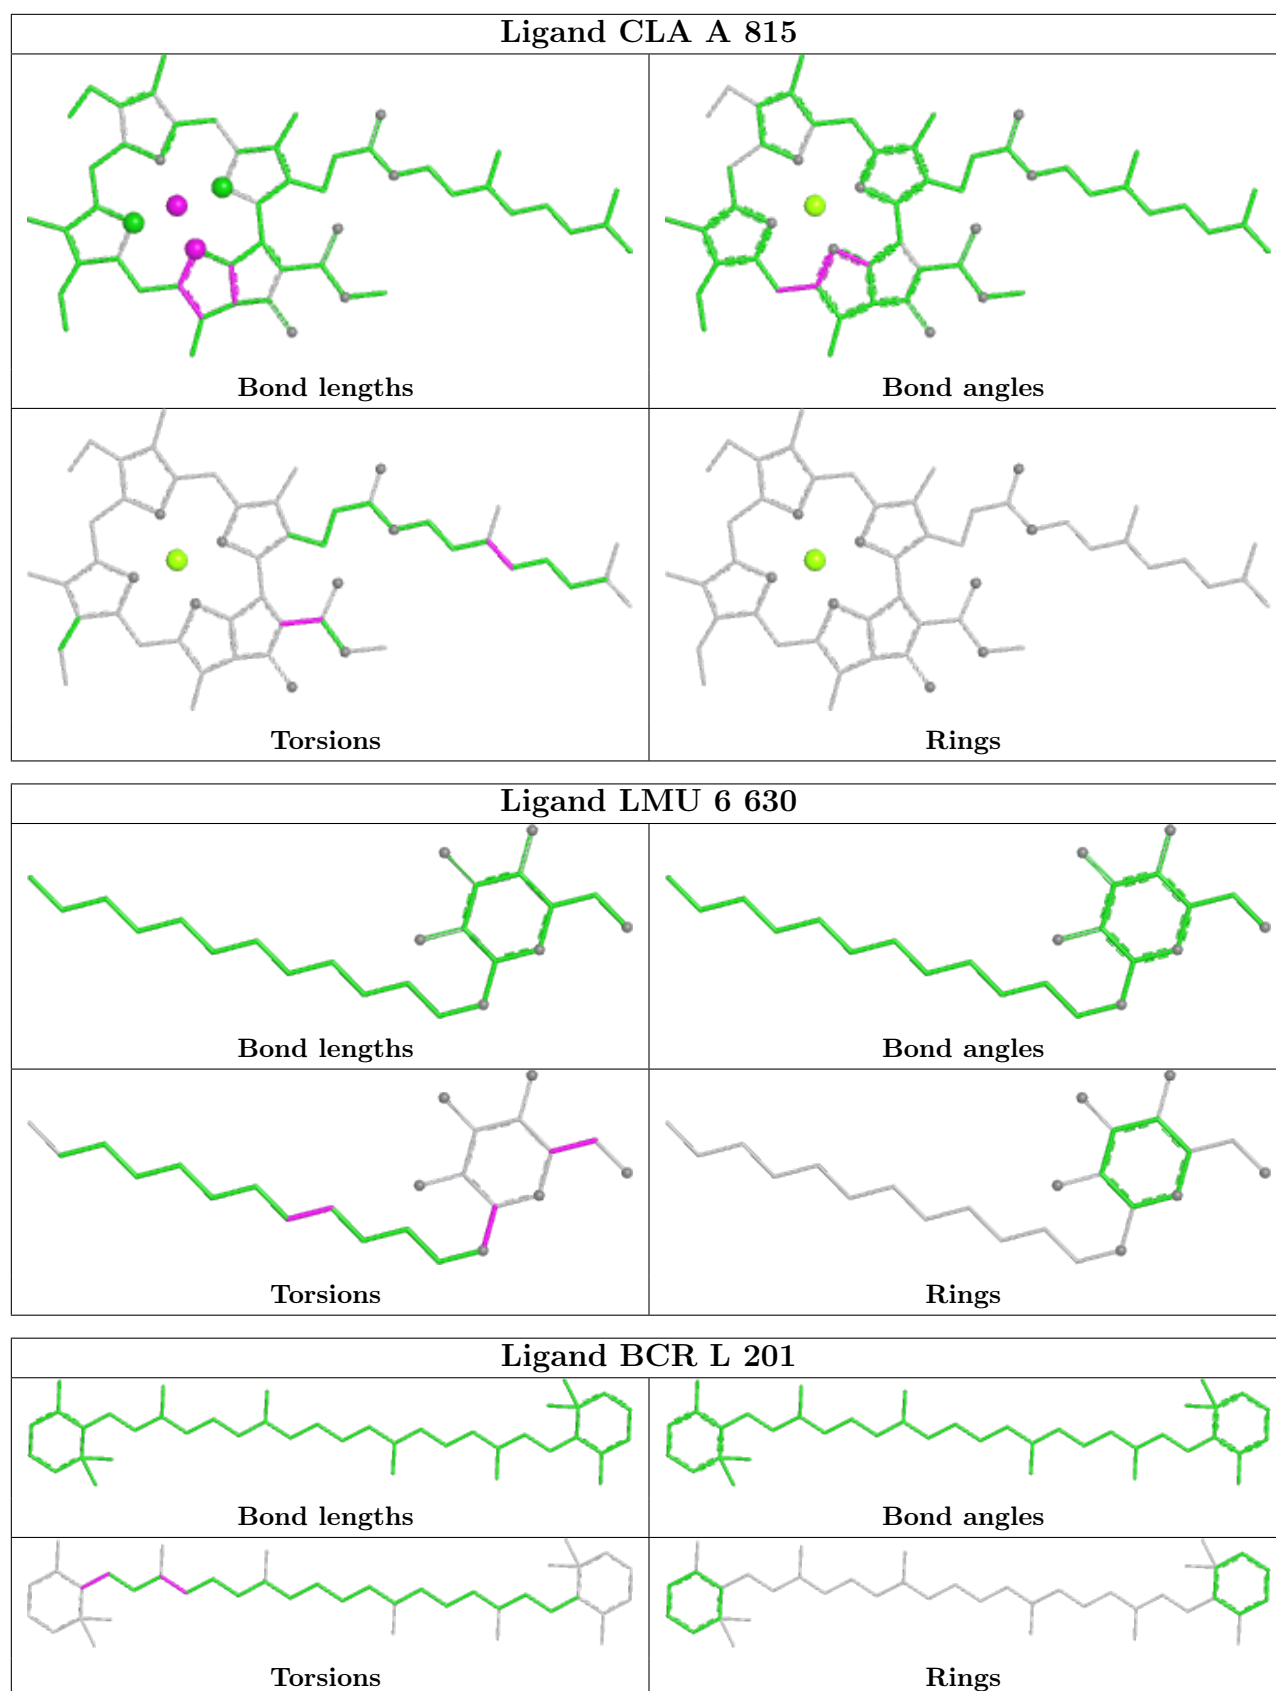 Ligand CLA A 815
Bond lengths
Bond angles
Torsions
Rings
Ligand LMU 6 630
Bond lengths
Bond angles
Torsions
Rings
Ligand BCR L 201
Bond lengths
Bond angles
Torsions
Rings